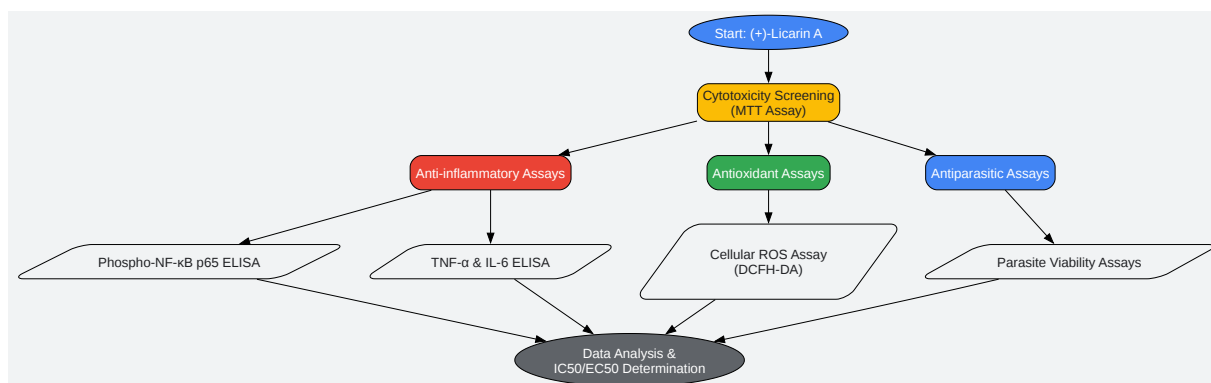 Start: (+)-Licarin A
Cytotoxicity Screening
(MTT Assay)
Anti-inflammatory Assays
Antioxidant Assays
Antiparasitic Assays
Phospho-NF-κB p65 ELISA
TNF-α & IL-6 ELISA
Cellular ROS Assay
(DCFH-DA)
Parasite Viability Assays
Data Analysis &
IC50/EC50 Determination